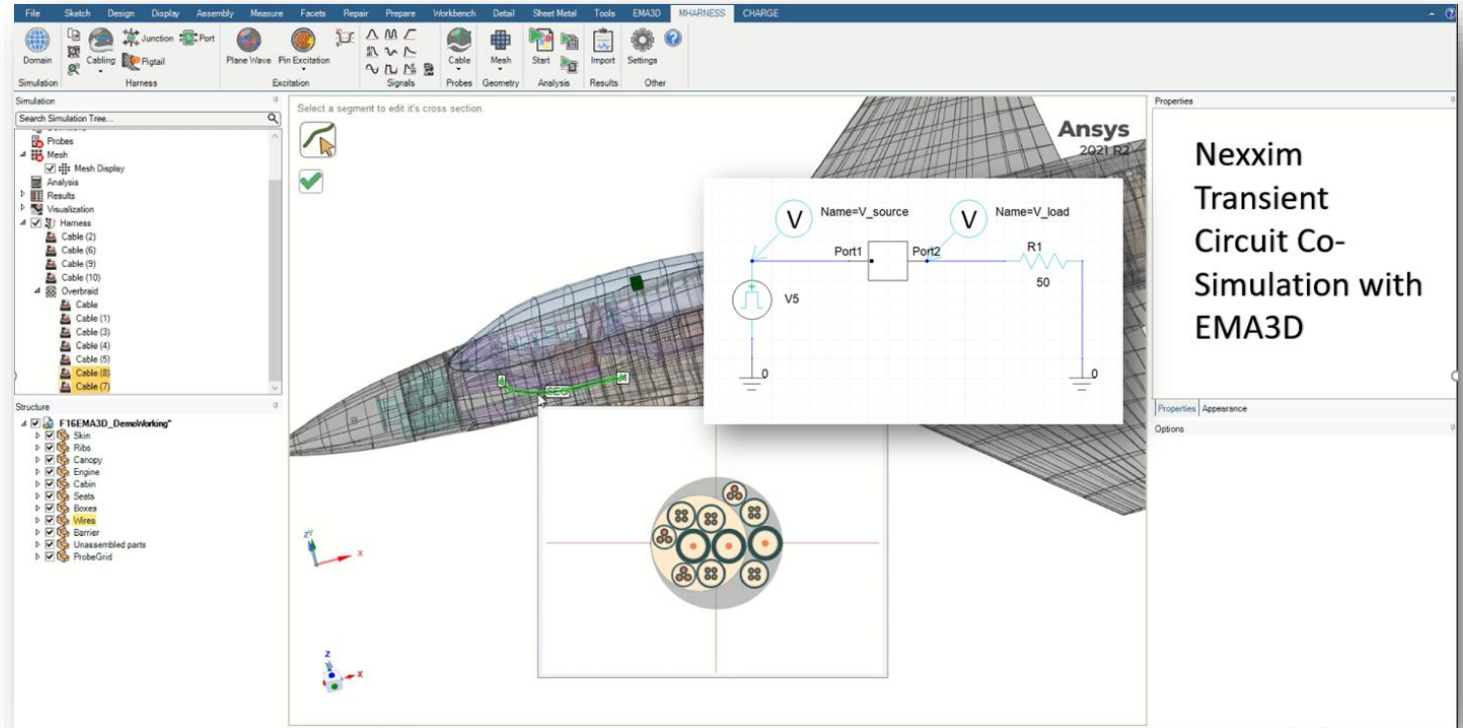 File Sketch Design Display Assembly Measure Facets Repair Prepare Workbench Detail Sheet Metal Tools EMA3D MHARNESS CHARGE
Junction Port
Domain Cabling Pigtail Plane Wave Pin Excitation Cable Mesh Start Import Settings
Simulation Harness Excitation Signals Probes Geometry Analysis Results Other
Simulation
Search Simulation Tree...
Probes
Mesh
Mesh Display
Analysis
Results
Visualization
Harness
Cable (2)
Cable (6)
Cable (9)
Cable (10)
Overbraid
Cable
Cable (1)
Cable (3)
Cable (4)
Cable (5)
Cable (8)
Cable (7)
Structure
F16EMA3D_DemoWorking*
Skin
Ribs
Canopy
Engine
Cabin
Seats
Boxes
Wires
Barrier
Unassembled parts
ProbeGrid
Select a segment to edit it's cross section.
Ansys
2021 R2
V Name=V_source V Name=V_load
Port1 Port2 R1
50
V5
0 0
SEG
X
Z
X
Properties
Nexxim
Transient
Circuit Co-
Simulation with
EMA3D
Properties Appearance
Options